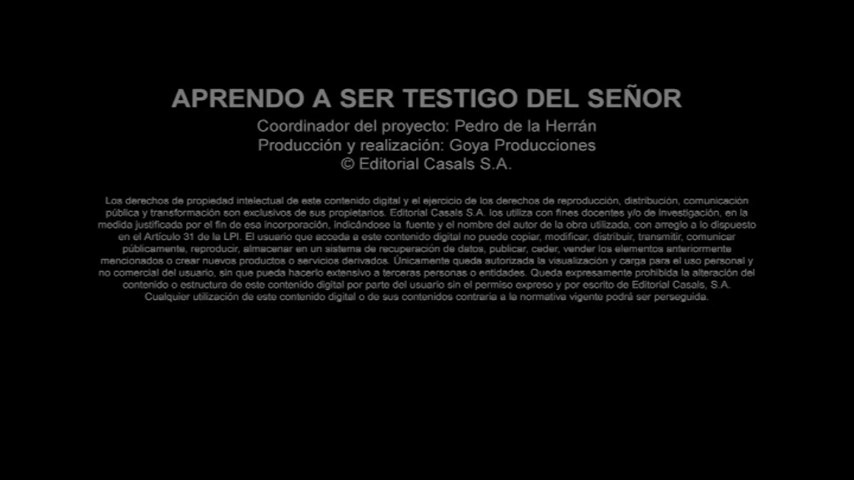 APRENDO A SER TESTIGO DEL SEÑOR
Coordinador del proyecto: Pedro de la Herrán
Producción y realización: Goya Producciones
© Editorial Casals S.A.
Los derechos de propiedad intelectual de este contenido digital y el ejercicio de los derechos de reproducción, distribución, comunicación
pública y transformación son exclusivos de sus propietarios. Editorial Casals S.A. los utiliza con fines docentes y/o de investigación, en la
medida justificada por el fin de esa incorporación, indicándose la fuente y el nombre del autor de la obra utilizada, con arreglo a lo dispuesto
en el Artículo 31 de la LPI. El usuario que acceda a este contenido digital no puede copiar, modificar, distribuir, transmitir, comunicar
públicamente, reproducir, almacenar en un sistema de recuperación de datos, publicar, ceder, vender los elementos anteriormente
mencionados o crear nuevos productos o servicios derivados. Únicamente queda autorizada la visualización y carga para el uso personal y
no comercial del usuario, sin que pueda hacerlo extensivo a terceras personas o entidades. Queda expresamente prohibida la alteración del
contenido o estructura de este contenido digital por parte del usuario sin el permiso expreso y por escrito de Editorial Casals, S.A.
Cualquier utilización de este contenido digital o de sus contenidos contraria a la normativa vigente podrá ser perseguida.